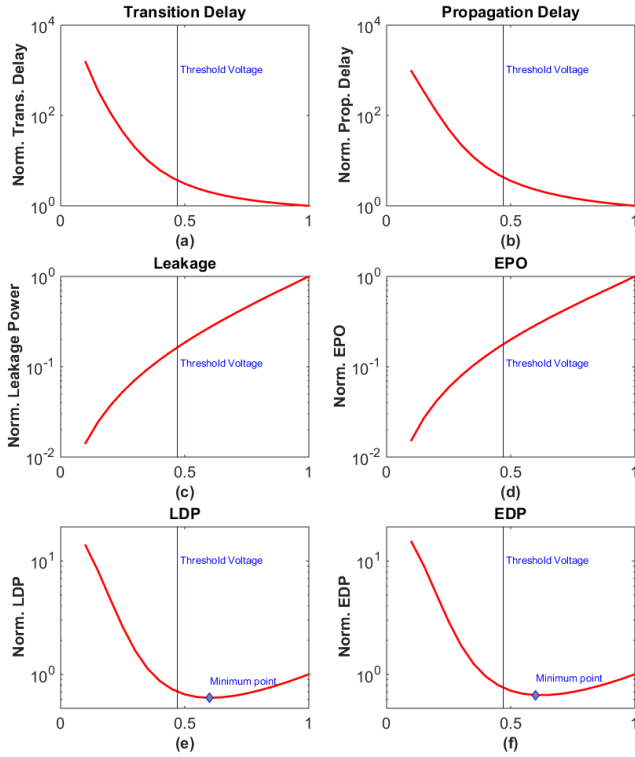 Transition Delay
Norm. Trans. Delay
10^4
10^2
10^0
Threshold Voltage
0
0.5
1
(a)
Propagation Delay
Norm. Prop. Delay
10^4
10^2
10^0
Threshold Voltage
0
0.5
1
(b)
Leakage
Norm. Leakage Power
10^0
10^-1
10^-2
Threshold Voltage
0
0.5
1
(c)
EPO
Norm. EPO
10^0
10^-1
10^-2
Threshold Voltage
0
0.5
1
(d)
LDP
Norm. LDP
10^1
10^0
Threshold Voltage
Minimum point
0
0.5
1
(e)
EDP
Norm. EDP
10^1
10^0
Threshold Voltage
Minimum point
0
0.5
1
(f)